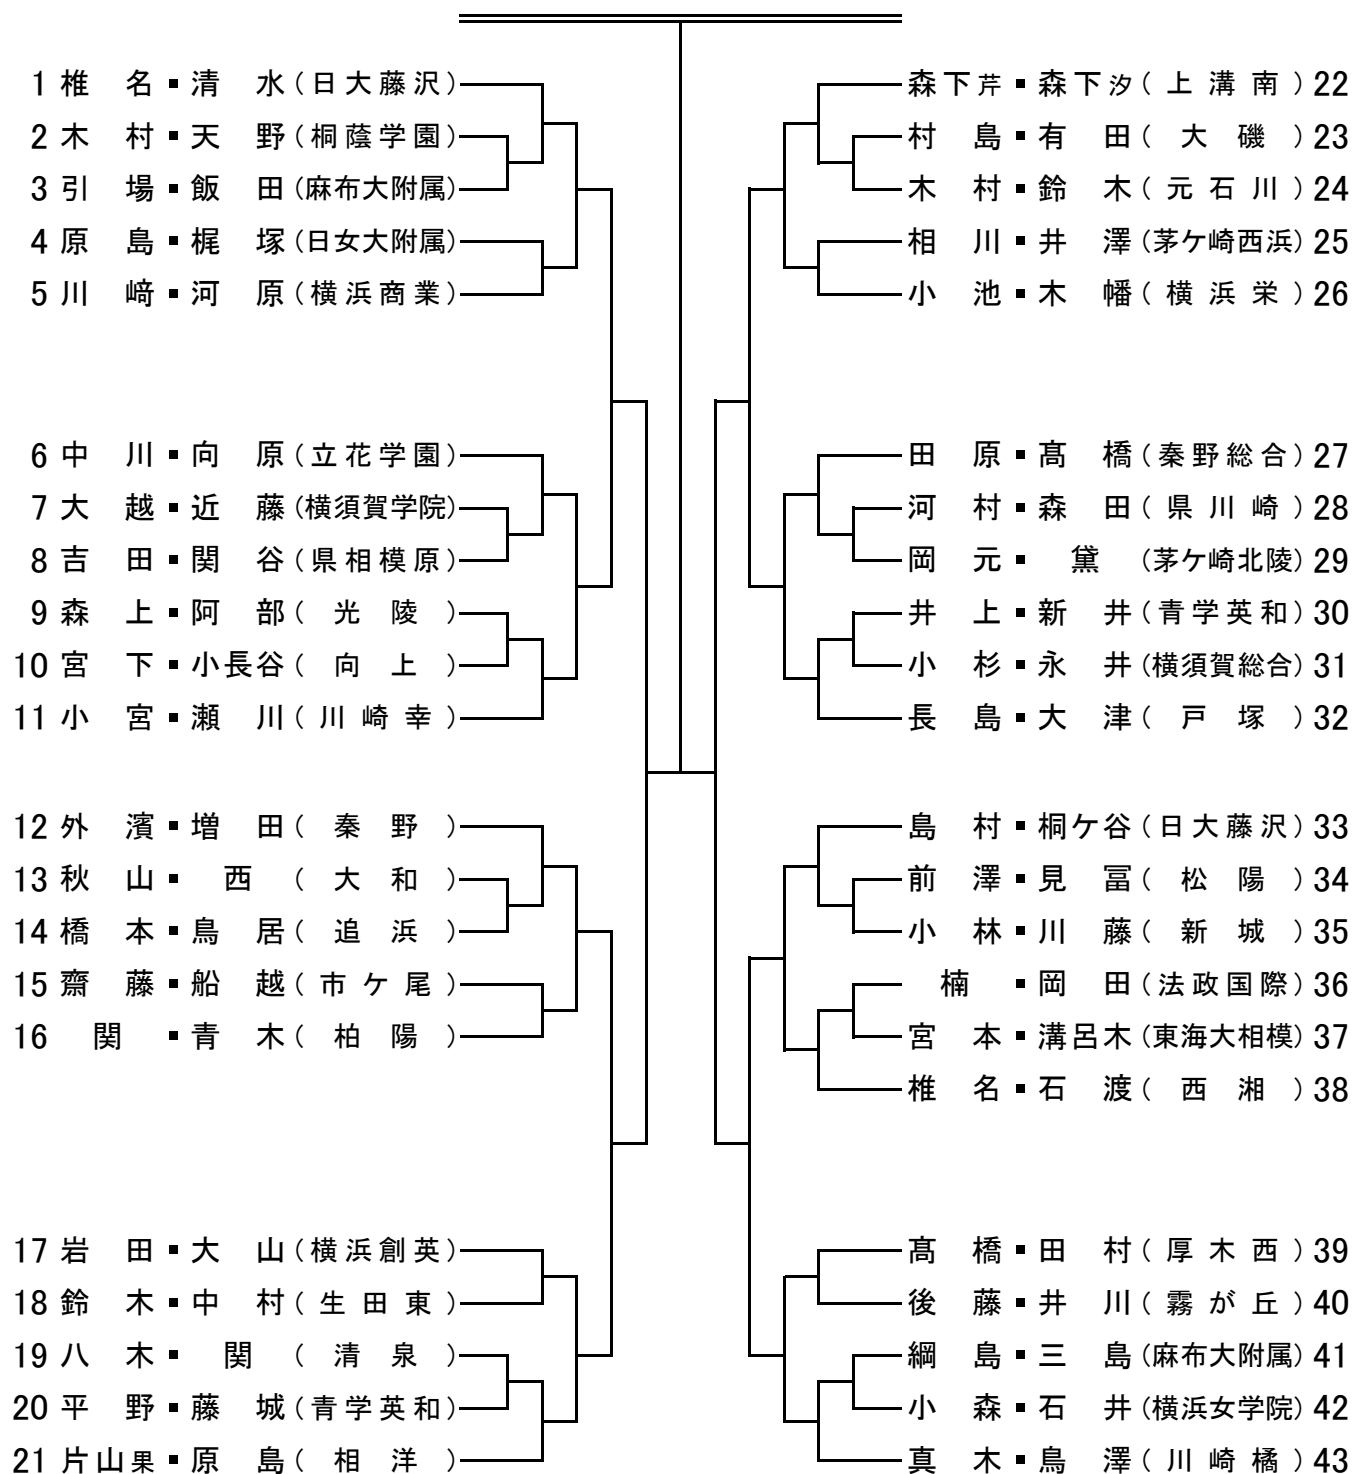 1 椎名・清水(日大藤沢)
2 木村・天野(桐蔭学園)
3 引場・飯田(麻布大附属)
4 原島・梶塚(日女大附属)
5 川﨑・河原(横浜商業)
6 中川・向原(立花学園)
7 大越・近藤(横須賀学院)
8 吉田・関谷(県相模原)
9 森上・阿部(光陵)
10 宮下・小長谷(向上)
11 小宮・瀬川(川崎幸)
12 外濱・増田(秦野)
13 秋山・西(大和)
14 橋本・鳥居(追浜)
15 齋藤・船越(市ケ尾)
16 関・青木(柏陽)
17 岩田・大山(横浜創英)
18 鈴木・中村(生田東)
19 八木・関(清泉)
20 平野・藤城(青学英和)
21 片山果・原島(相洋)
森下芹・森下汐(上溝南)22
村島・有田(大磯)23
木村・鈴木(元石川)24
相川・井澤(茅ケ崎西浜)25
小池・木幡(横浜栄)26
田原・髙橋(秦野総合)27
河村・森田(県川崎)28
岡元・黛(茅ケ崎北陵)29
井上・新井(青学英和)30
小杉・永井(横須賀総合)31
長島・大津(戸塚)32
島村・桐ケ谷(日大藤沢)33
前澤・見冨(松陽)34
小林・川藤(新城)35
楠・岡田(法政国際)36
宮本・溝呂木(東海大相模)37
椎名・石渡(西湘)38
髙橋・田村(厚木西)39
後藤・井川(霧が丘)40
綱島・三島(麻布大附属)41
小森・石井(横浜女学院)42
真木・鳥澤(川崎橘)43